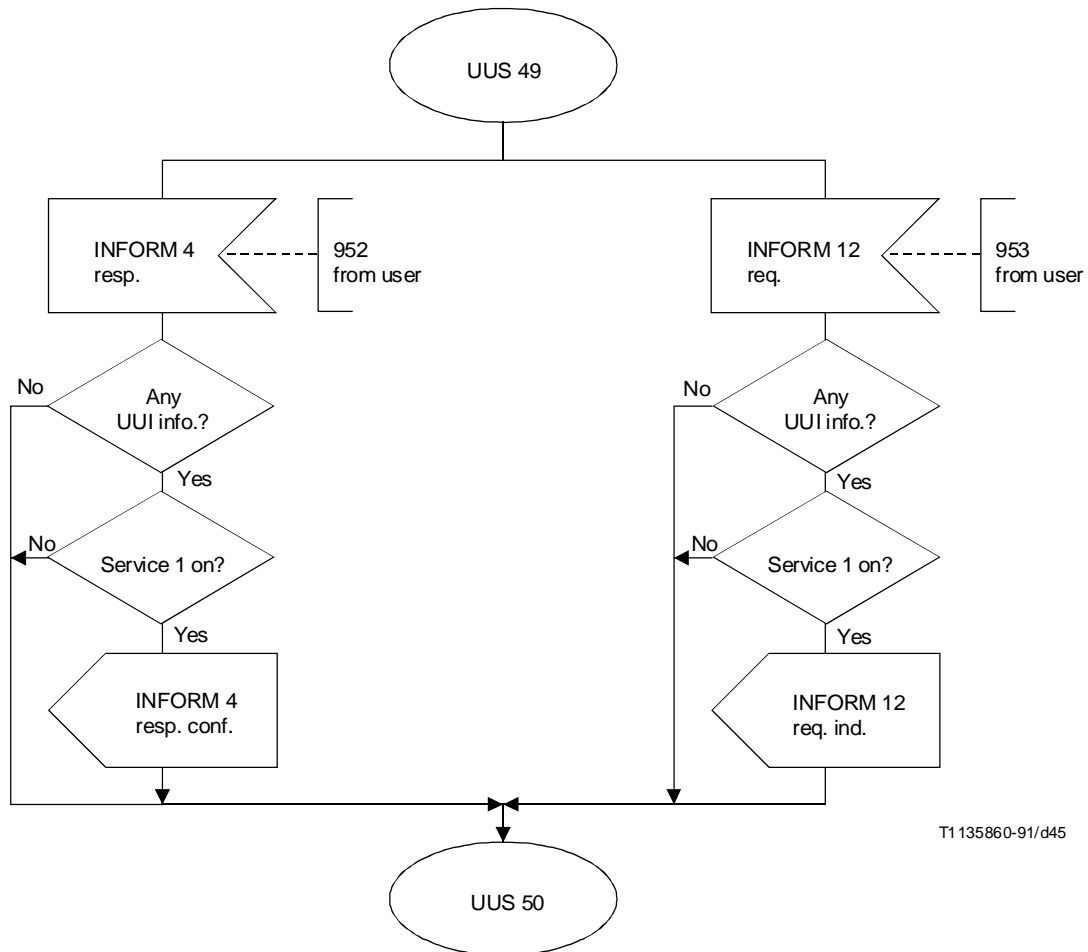 UUS 49
INFORM 4
resp.
952
from user
INFORM 12
req.
953
from user
No
Any
UUI info.?
Yes
No
Any
UUI info.?
Yes
No
Service 1 on?
Yes
No
Service 1 on?
Yes
INFORM 4
resp. conf.
INFORM 12
req. ind.
T1135860-91/d45
UUS 50